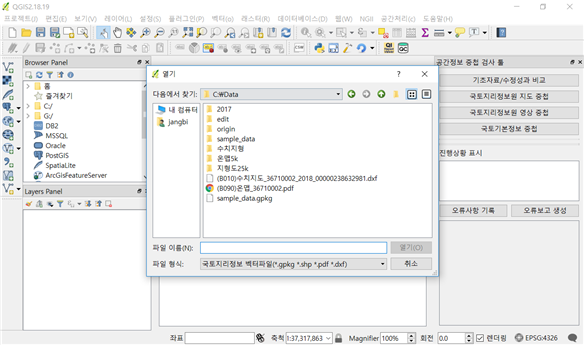 QGIS2.18.19
프로젝트(J) 편집(E) 보기(V) 레이어(L) 설정(S) 플러그인(P) 벡터(o) 래스터(R) 데이터베이스(D) 웹(W) NGII 공간처리(c) 도움말(H)
Browser Panel
홈
즐겨찾기
C:/
G:/
DB2
MSSQL
Oracle
PostGIS
SpatiaLite
ArcGisFeatureServer
Layers Panel
열기
다음에서 찾기:
C:₩Data
내 컴퓨터
jangbi
2017
edit
origin
sample_data
수치지형
온맵5k
지형도25k
(B010)수치지도_36710002_2018_00000238632981.dxf
(B090)온맵_36710002.pdf
sample_data.gpkg
파일 이름(N):
열기(O)
파일 형식:
국토지리정보 벡터파일(*.gpkg *.shp *.pdf *.dxf)
취소
공간정보 중첩 검사 툴
기초자료/수정성과 비교
국토지리정보원 지도 중첩
국토지리정보원 영상 중첩
국토기본정보 중첩
진행상황 표시
오류사항 기록
오류보고 생성
좌표
축척
1:37,317,863
Magnifier
100%
회전
0.0
렌더링
EPSG:4326